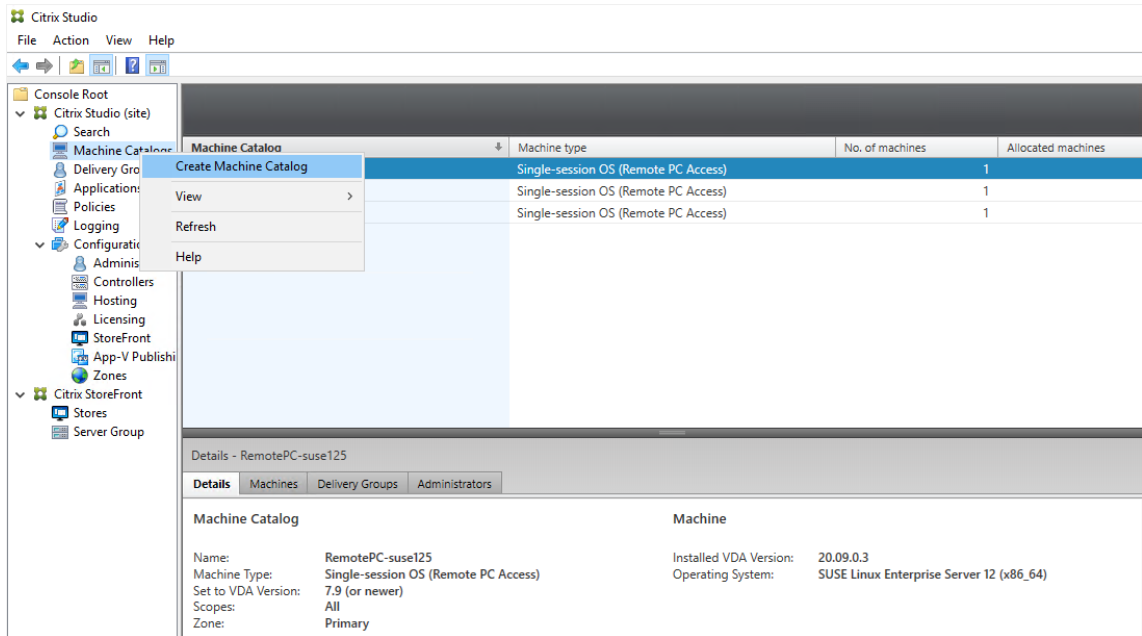 Citrix Studio
File Action View Help
Console Root
Citrix Studio (site)
Search
Machine Catalogs
Delivery Gro
Applications
Policies
Logging
Configuratio
Adminis
Controllers
Hosting
Licensing
StoreFront
App-V Publishi
Zones
Citrix StoreFront
Stores
Server Group
Create Machine Catalog
View
Refresh
Help
Machine Catalog Machine type No. of machines Allocated machines
Single-session OS (Remote PC Access) 1
Single-session OS (Remote PC Access) 1
Single-session OS (Remote PC Access) 1
Details - RemotePC-suse125
Details Machines Delivery Groups Administrators
Machine Catalog
Name: RemotePC-suse125
Machine Type: Single-session OS (Remote PC Access)
Set to VDA Version: 7.9 (or newer)
Scopes: All
Zone: Primary
Machine
Installed VDA Version: 20.09.0.3
Operating System: SUSE Linux Enterprise Server 12 (x86_64)